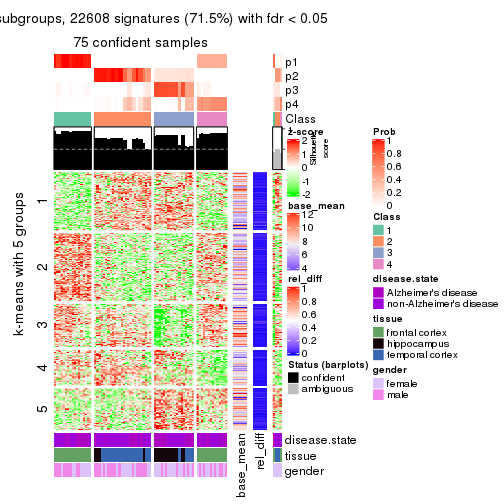 subgroups, 22608 signatures (71.5%) with fdr < 0.05
75 confident samples
p1
p2
p3
p4
Class
z-score
2
1
0
-1
-2
Silhouette
score
base_mean
12
10
8
6
4
rel_diff
1
0.8
0.6
0.4
0.2
0
Status (barplots)
confident
ambiguous
Prob
1
0.8
0.6
0.4
0.2
0
Class
1
2
3
4
disease.state
Alzheimer's disease
non-Alzheimer's disease
tissue
frontal cortex
hippocampus
temporal cortex
gender
female
male
k-means with 5 groups
1
2
3
4
5
base_mean
rel_diff
disease.state
tissue
gender